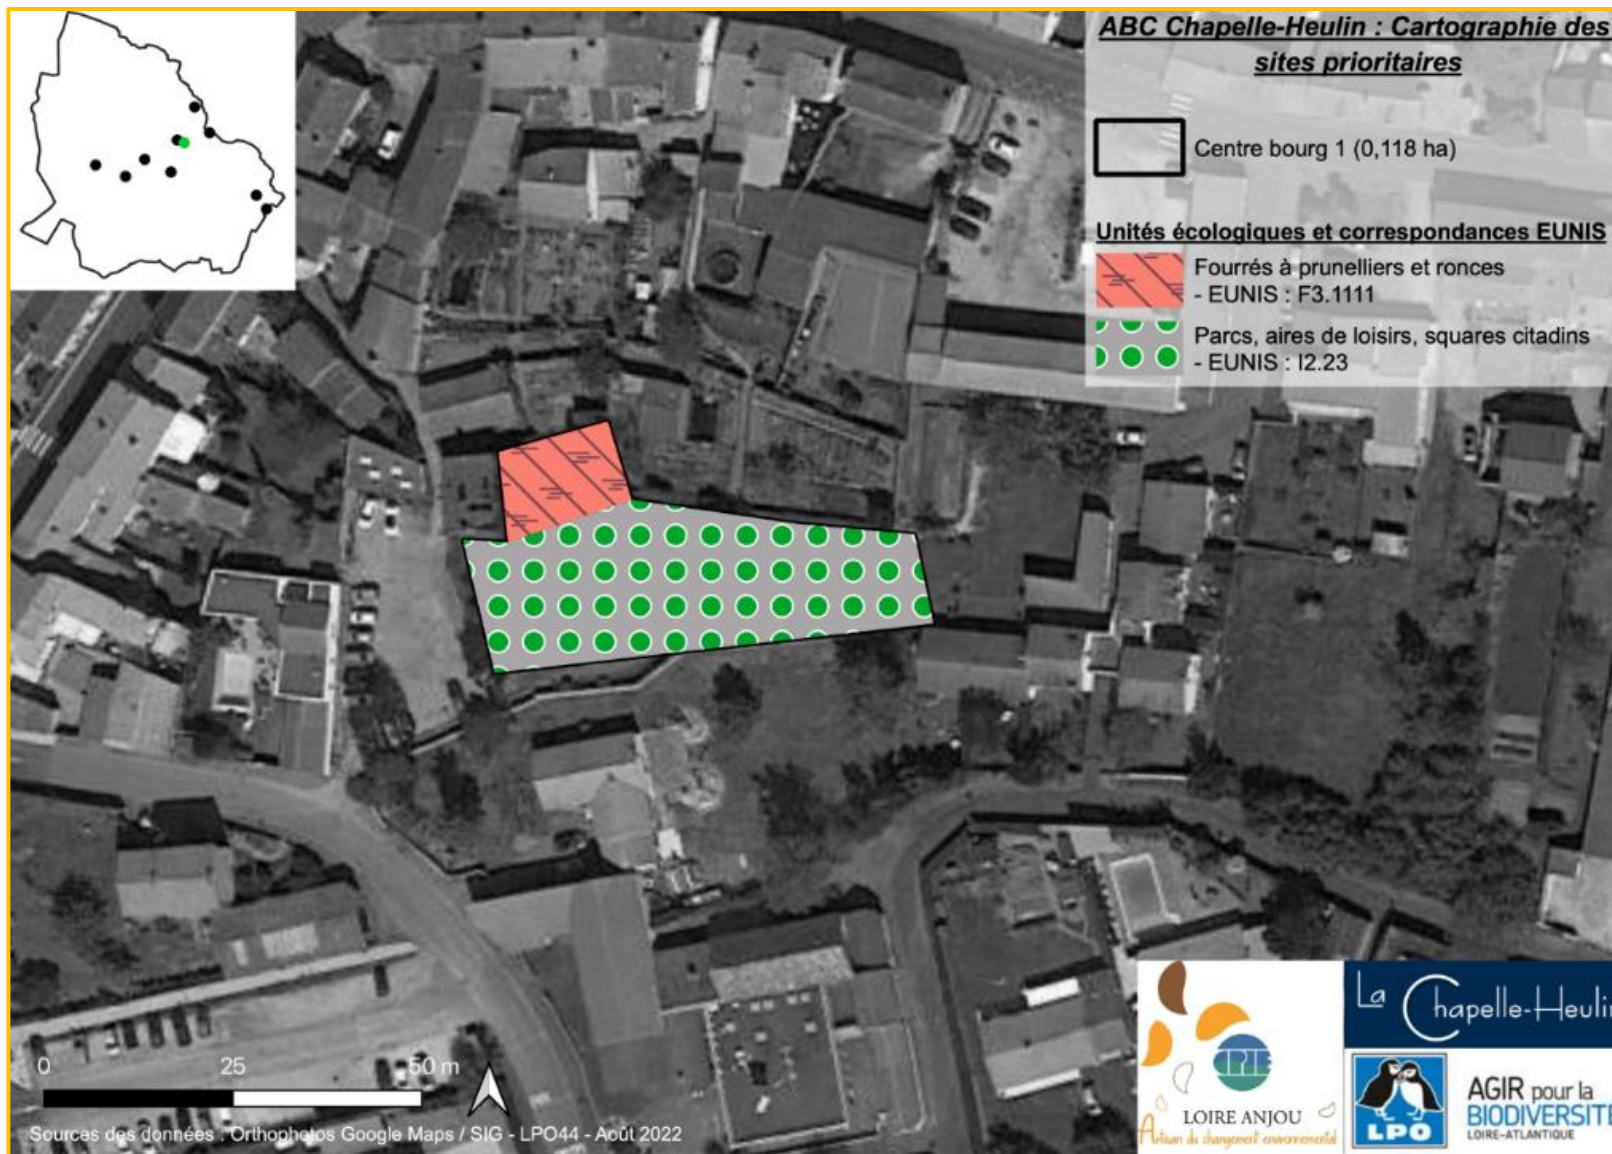 ABC Chapelle-Heulin : Cartographie des
sites prioritaires
Centre bourg 1 (0,118 ha)
Unités écologiques et correspondances EUNIS
Fourrés à prunelliers et ronces
- EUNIS : F3.1111
Parcs, aires de loisirs, squares citadins
- EUNIS : I2.23
0 25 50 m
Sources des données : Orthophotos Google Maps / SIG - LPO44 - Août 2022
CPIE
LOIRE ANJOU
Artisan du changement environnemental
La Chapelle-Heulin
LPO
AGIR pour la
BIODIVERSITÉ
LOIRE-ATLANTIQUE